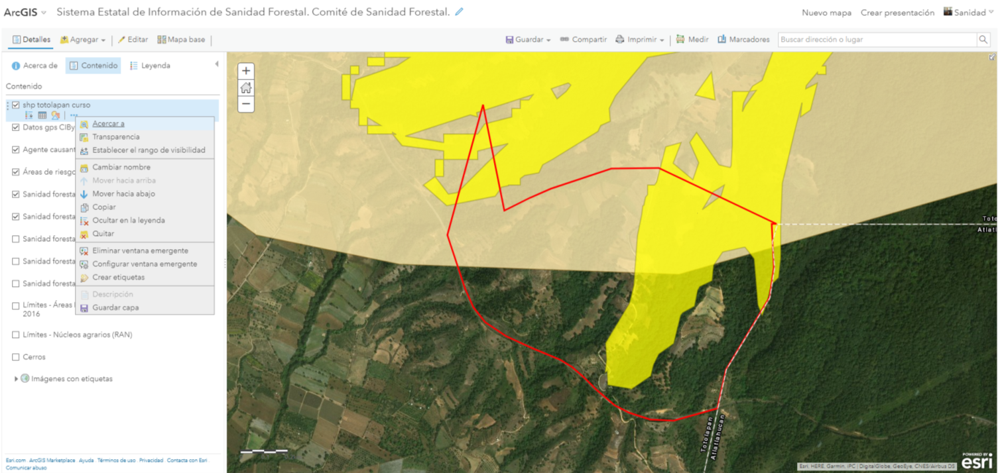 ArcGIS Sistema Estatal de Información de Sanidad Forestal. Comité de Sanidad Forestal. Nuevo mapa Crear presentación Sanidad
Detalles Agregar Editar Mapa base Guardar Compartir Imprimir Medir Marcadores Buscar dirección o lugar
Acerca de Contenido Leyenda
Contenido
shp totolapan curso
Datos gps CIBy
Agente causant
Áreas de riesgo
Sanidad foresta
Sanidad foresta
Sanidad foresta
Sanidad foresta
Sanidad foresta
Límites - Áreas
2016
Límites - Núcleos agrarios (RAN)
Cerros
Imágenes con etiquetas
Acercar a
Transparencia
Establecer el rango de visibilidad
Cambiar nombre
Mover hacia arriba
Mover hacia abajo
Copiar
Ocultar en la leyenda
Quitar
Eliminar ventana emergente
Configurar ventana emergente
Crear etiquetas
Descripción
Guardar capa
+
−
Toto
Atlatl
Totolapan
Atlatlahucan
Esri.com ArcGIS Marketplace Ayuda Términos de uso Privacidad Contacta con Esri
Comunicar abuso
Esri, HERE, Garmin, iPC | DigitalGlobe, GeoEye, CNES/Airbus DS
POWERED BY
esri